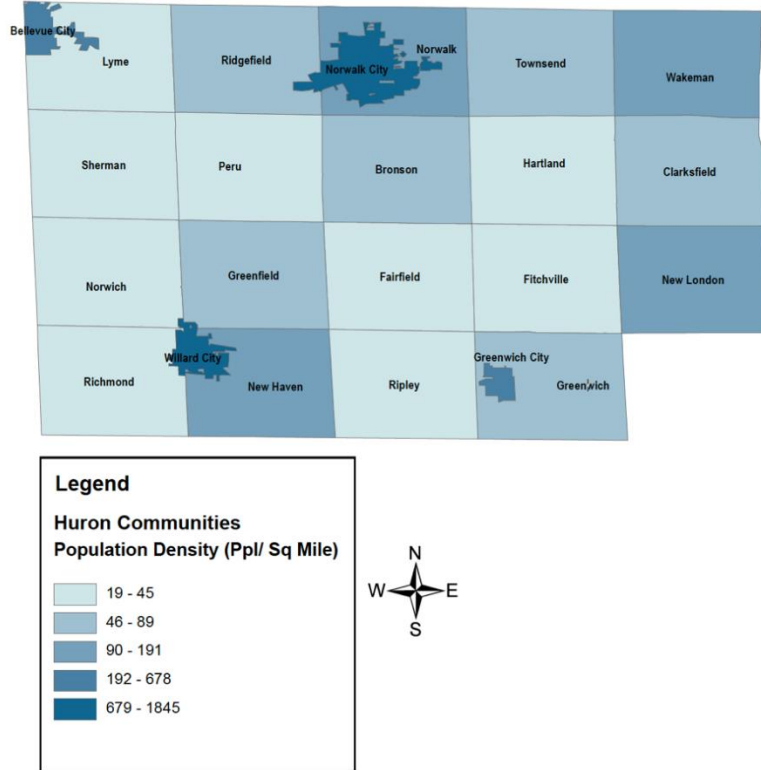 Bellevue City
Lyme
Ridgefield
Norwalk City
Norwalk
Townsend
Wakeman
Sherman
Peru
Bronson
Hartland
Clarksfield
Norwich
Greenfield
Fairfield
Fitchville
New London
Richmond
Willard City
New Haven
Ripley
Greenwich City
Greenwich
Legend
Huron Communities
Population Density (Ppl/ Sq Mile)
19 - 45
46 - 89
90 - 191
192 - 678
679 - 1845
N
W E
S